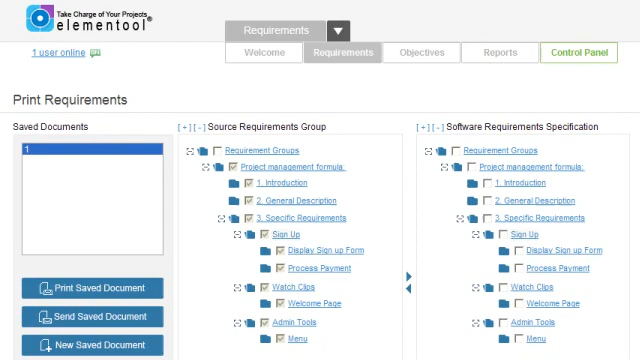 Take Charge of Your Projects
elementool®
Requirements
1 user online
Welcome
Requirements
Objectives
Reports
Control Panel
Print Requirements
Saved Documents
1
Print Saved Document
Send Saved Document
New Saved Document
[+][-] Source Requirements Group
Requirement Groups
Project management formula:
1. Introduction
2. General Description
3. Specific Requirements
Sign Up
Display Sign up Form
Process Payment
Watch Clips
Welcome Page
Admin Tools
Menu
[+][-] Software Requirements Specification
Requirement Groups
Project management formula:
1. Introduction
2. General Description
3. Specific Requirements
Sign Up
Display Sign up Form
Process Payment
Watch Clips
Welcome Page
Admin Tools
Menu